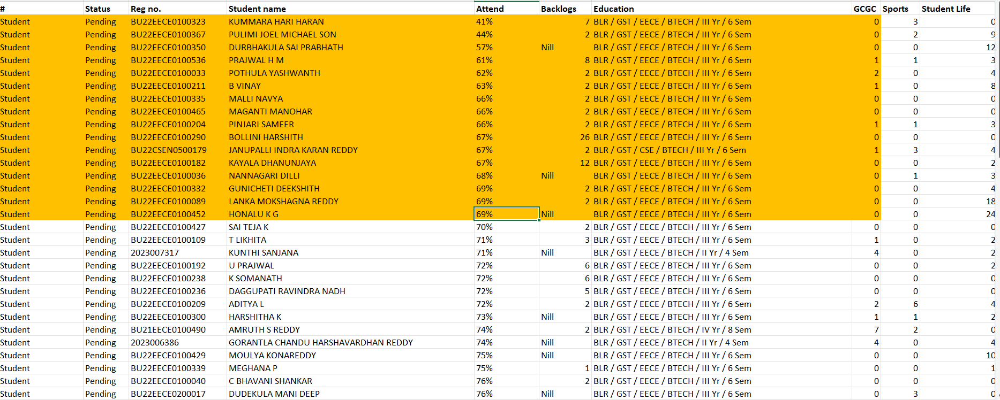 # Status Reg no. Student name Attend Backlogs Education GCGC Sports Student Life
Student Pending BU22EECE0100323 KUMMARA HARI HARAN 41% 7 BLR / GST / EECE / BTECH / III Yr / 6 Sem 0 3 0
Student Pending BU22EECE0100367 PULIMI JOEL MICHAEL SON 44% 2 BLR / GST / EECE / BTECH / III Yr / 6 Sem 0 2 9
Student Pending BU22EECE0100350 DURBHAKULA SAI PRABHATH 57% Nill BLR / GST / EECE / BTECH / III Yr / 6 Sem 0 0 12
Student Pending BU22EECE0100536 PRAJWAL H M 61% 8 BLR / GST / EECE / BTECH / III Yr / 6 Sem 1 1 3
Student Pending BU22EECE0100033 POTHULA YASHWANTH 62% 2 BLR / GST / EECE / BTECH / III Yr / 6 Sem 2 0 4
Student Pending BU22EECE0100211 B VINAY 63% 2 BLR / GST / EECE / BTECH / III Yr / 6 Sem 1 0 8
Student Pending BU22EECE0100335 MALLI NAVYA 66% 2 BLR / GST / EECE / BTECH / III Yr / 6 Sem 0 0 0
Student Pending BU22EECE0100465 MAGANTI MANOHAR 66% 2 BLR / GST / EECE / BTECH / III Yr / 6 Sem 0 0 0
Student Pending BU22EECE0100204 PINJARI SAMEER 66% 2 BLR / GST / EECE / BTECH / III Yr / 6 Sem 1 1 3
Student Pending BU22EECE0100290 BOLLINI HARSHITH 67% 26 BLR / GST / EECE / BTECH / III Yr / 6 Sem 0 0 0
Student Pending BU22CSEN0500179 JANUPALLI INDRA KARAN REDDY 67% 2 BLR / GST / CSE / BTECH / III Yr / 6 Sem 1 3 4
Student Pending BU22EECE0100182 KAYALA DHANUNJAYA 67% 12 BLR / GST / EECE / BTECH / III Yr / 6 Sem 0 0 2
Student Pending BU22EECE0100036 NANNAGARI DILLI 68% Nill BLR / GST / EECE / BTECH / III Yr / 6 Sem 0 1 3
Student Pending BU22EECE0100332 GUNICHETI DEEKSHITH 69% 2 BLR / GST / EECE / BTECH / III Yr / 6 Sem 0 0 4
Student Pending BU22EECE0100089 LANKA MOKSHAGNA REDDY 69% 2 BLR / GST / EECE / BTECH / III Yr / 6 Sem 0 0 18
Student Pending BU22EECE0100452 HONALU K G 69% Nill BLR / GST / EECE / BTECH / III Yr / 6 Sem 0 0 24
Student Pending BU22EECE0100427 SAI TEJA K 70% 2 BLR / GST / EECE / BTECH / III Yr / 6 Sem 0 0 0
Student Pending BU22EECE0100109 T LIKHITA 71% 3 BLR / GST / EECE / BTECH / III Yr / 6 Sem 1 0 2
Student Pending 2023007317 KUNTHI SANJANA 71% Nill BLR / GST / EECE / BTECH / II Yr / 4 Sem 4 0 2
Student Pending BU22EECE0100192 U PRAJWAL 72% 6 BLR / GST / EECE / BTECH / III Yr / 6 Sem 0 0 2
Student Pending BU22EECE0100238 K SOMANATH 72% 6 BLR / GST / EECE / BTECH / III Yr / 6 Sem 0 0 0
Student Pending BU22EECE0100236 DAGGUPATI RAVINDRA NADH 72% 5 BLR / GST / EECE / BTECH / III Yr / 6 Sem 0 0 0
Student Pending BU22EECE0100209 ADITYA L 72% 2 BLR / GST / EECE / BTECH / III Yr / 6 Sem 2 6 4
Student Pending BU22EECE0100300 HARSHITHA K 73% Nill BLR / GST / EECE / BTECH / III Yr / 6 Sem 1 1 2
Student Pending BU21EECE0100490 AMRUTH S REDDY 74% 2 BLR / GST / EECE / BTECH / IV Yr / 8 Sem 7 2 0
Student Pending 2023006386 GORANTLA CHANDU HARSHAVARDHAN REDDY 74% Nill BLR / GST / EECE / BTECH / II Yr / 4 Sem 4 0 4
Student Pending BU22EECE0100429 MOULYA KONAREDDY 75% Nill BLR / GST / EECE / BTECH / III Yr / 6 Sem 0 0 10
Student Pending BU22EECE0100339 MEGHANA P 75% 1 BLR / GST / EECE / BTECH / III Yr / 6 Sem 0 0 1
Student Pending BU22EECE0100040 C BHAVANI SHANKAR 76% 2 BLR / GST / EECE / BTECH / III Yr / 6 Sem 0 0 0
Student Pending BU22EECE0200017 DUDEKULA MANI DEEP 76% Nill BLR / GST / EECE / BTECH / III Yr / 6 Sem 0 3 0